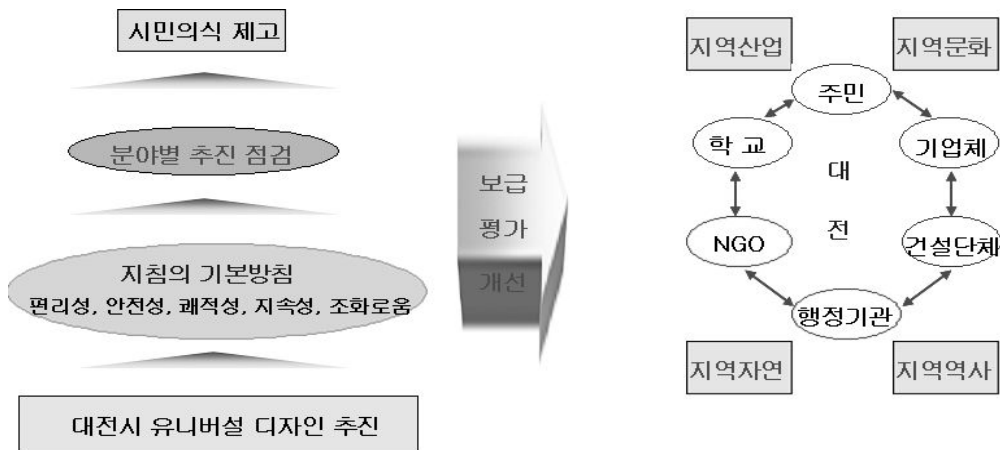 시민의식 제고
분야별 추진 점검
지침의 기본방침
편리성, 안전성, 쾌적성, 지속성, 조화로움
대전시 유니버설 디자인 추진
보급
평가
개선
지역산업
지역문화
주민
학 교
기업체
대
전
NGO
건설단체
행정기관
지역자연
지역역사